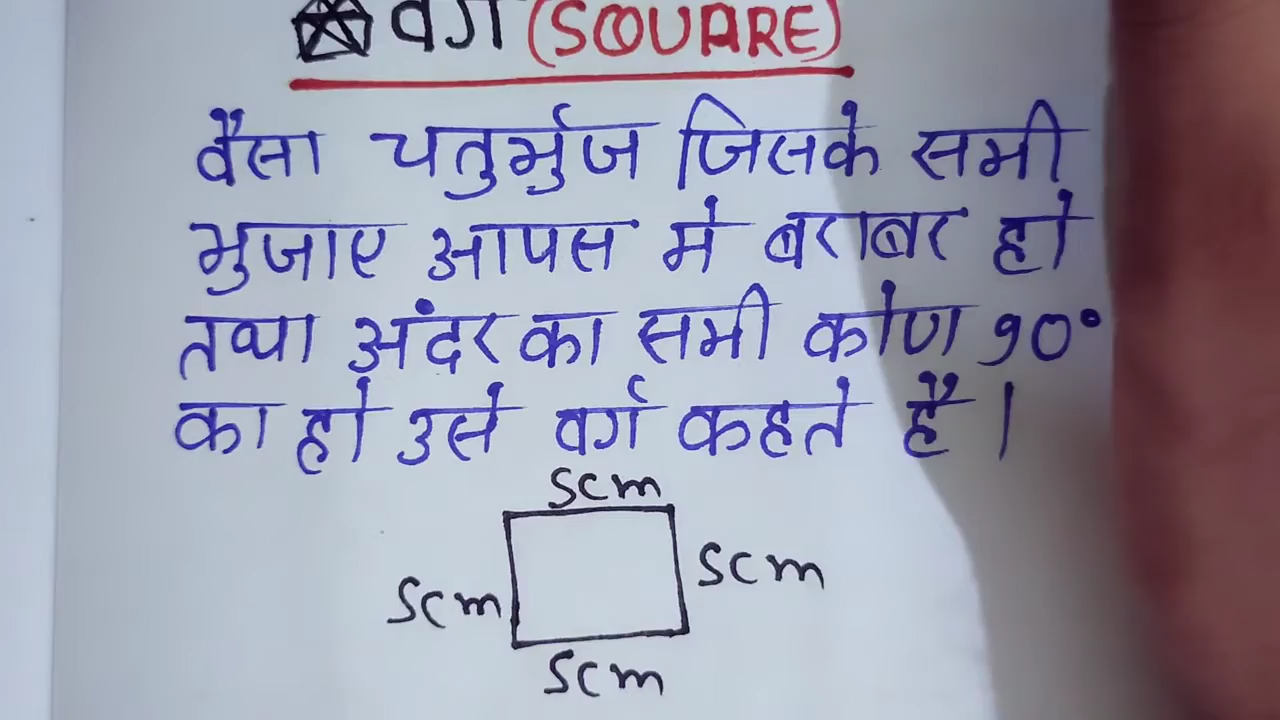 वर्ग (SQUARE)
वैसा चतुर्भुज जिसके सभी
भुजाए आपस मे बराबर हो
तथा अंदर का सभी कोण 90°
का हो उसे वर्ग कहते है।
5cm
5cm
5cm
5cm